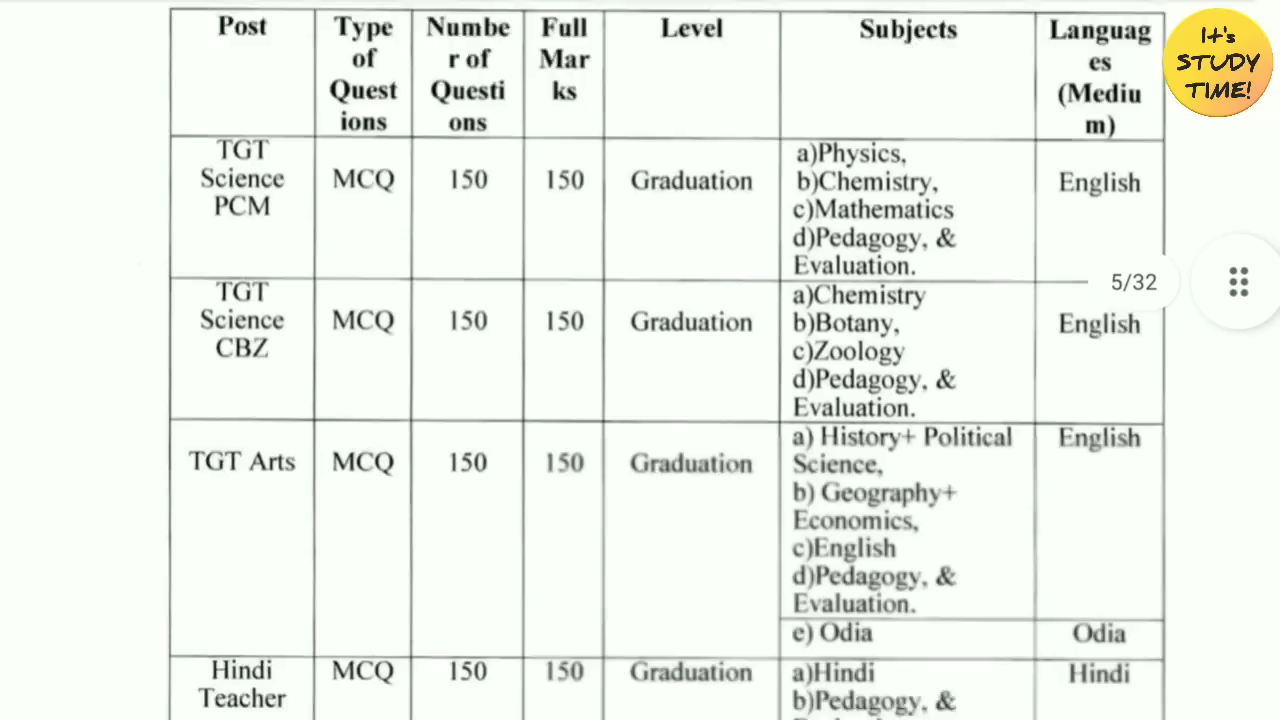 Post
Type
of
Quest
ions
Numbe
r of
Questi
ons
Full
Mar
ks
Level
Subjects
Languag
es
(Mediu
m)
It's
STUDY
TIME!
TGT
Science
PCM
MCQ
150
150
Graduation
a)Physics,
b)Chemistry,
c)Mathematics
d)Pedagogy, &
Evaluation.
English
5/32
TGT
Science
CBZ
MCQ
150
150
Graduation
a)Chemistry
b)Botany,
c)Zoology
d)Pedagogy, &
Evaluation.
English
TGT Arts
MCQ
150
150
Graduation
a) History+ Political
Science,
b) Geography+
Economics,
c)English
d)Pedagogy, &
Evaluation.
English
e) Odia
Odia
Hindi
Teacher
MCQ
150
150
Graduation
a)Hindi
b)Pedagogy, &
Hindi